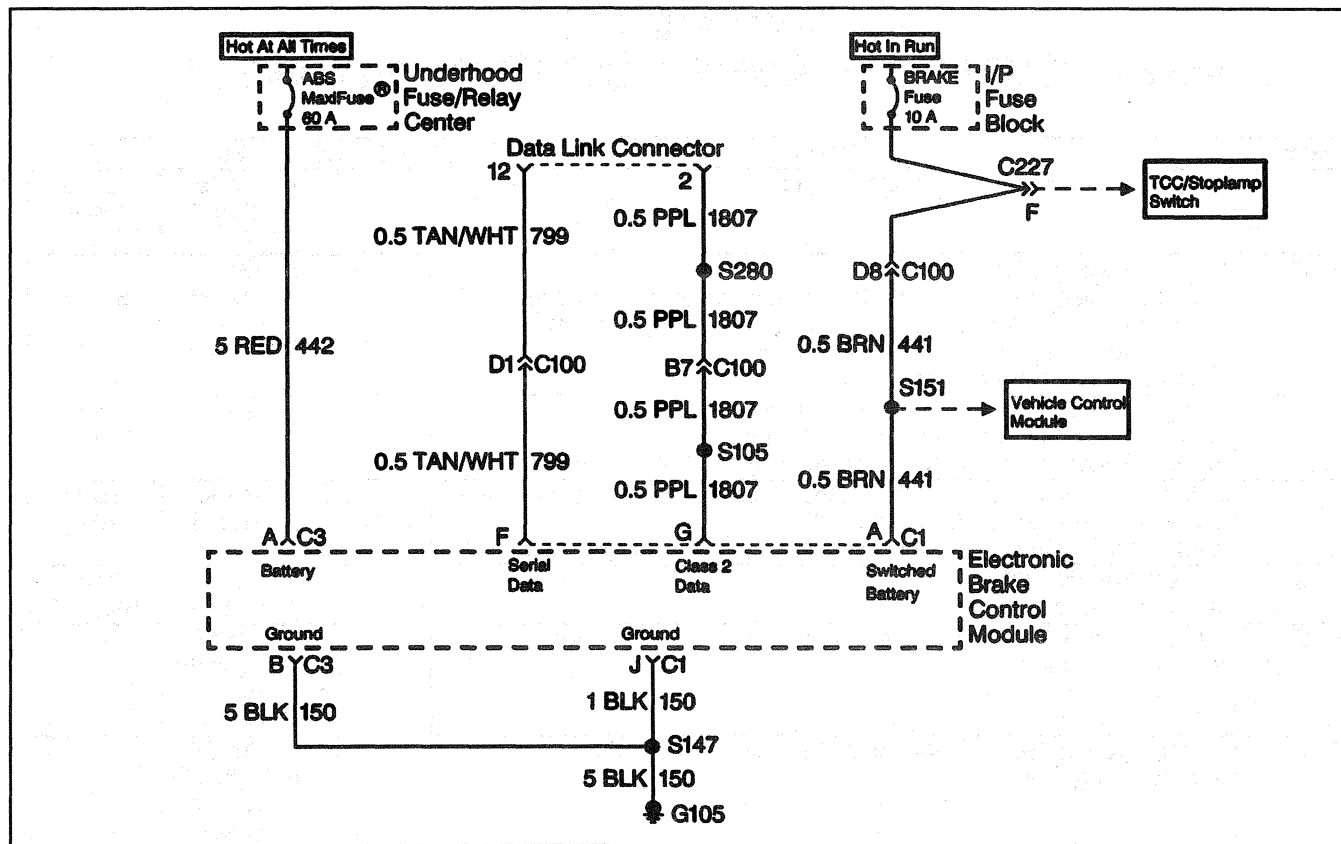 Hot At All Times
Hot In Run
ABS
MaxiFuse®
60 A
Underhood
Fuse/Relay
Center
BRAKE
Fuse
10 A
I/P
Fuse
Block
Data Link Connector
12
2
C227
F
TCC/Stoplamp
Switch
0.5 PPL 1807
0.5 TAN/WHT 799
S280
D8 C100
0.5 PPL 1807
5 RED 442
0.5 BRN 441
D1 C100
B7 C100
S151
0.5 PPL 1807
Vehicle Control
Module
S105
0.5 TAN/WHT 799
0.5 BRN 441
0.5 PPL 1807
A C3
F
G
A C1
Battery
Serial
Data
Class 2
Data
Switched
Battery
Electronic
Brake
Control
Module
Ground
Ground
B C3
J C1
5 BLK 150
1 BLK 150
S147
5 BLK 150
G105